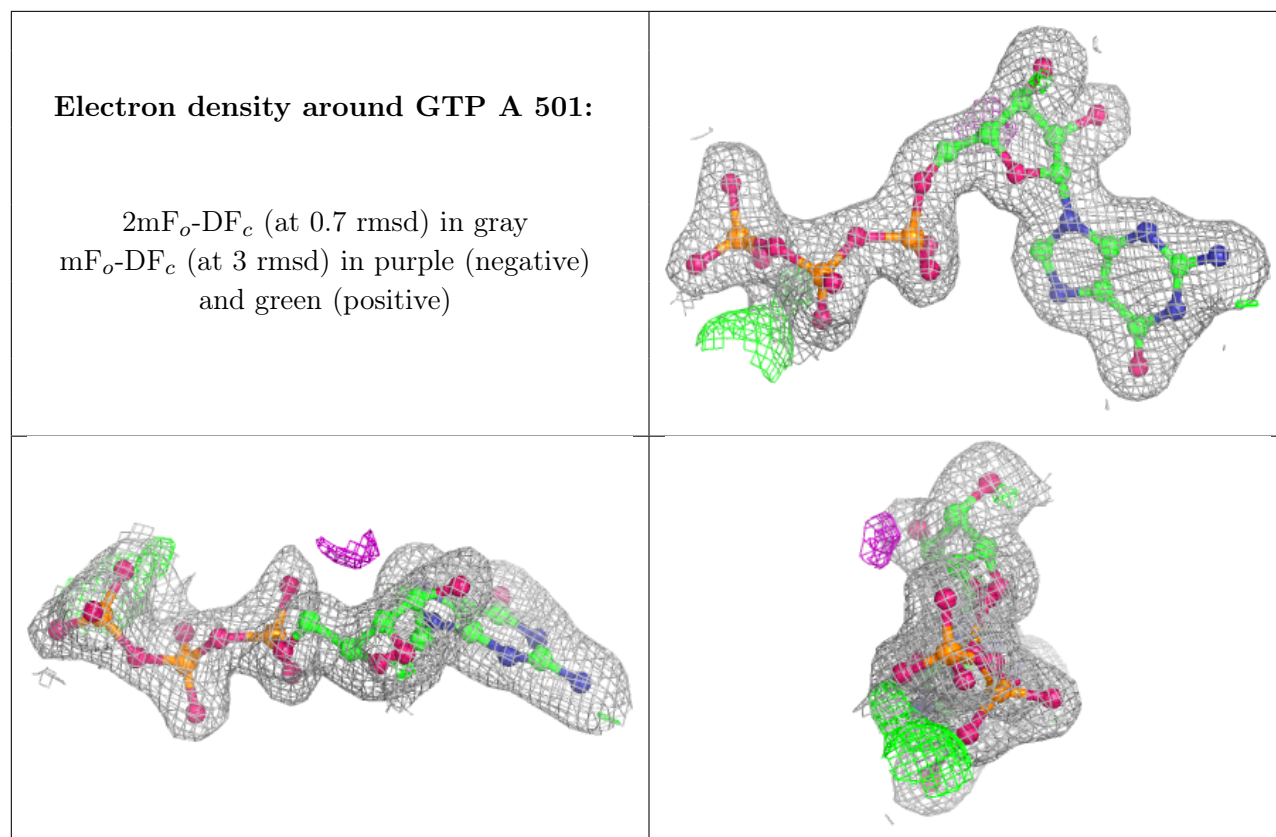 Electron density around GTP A 501:
2mFo-DFc (at 0.7 rmsd) in gray
mFo-DFc (at 3 rmsd) in purple (negative)
and green (positive)